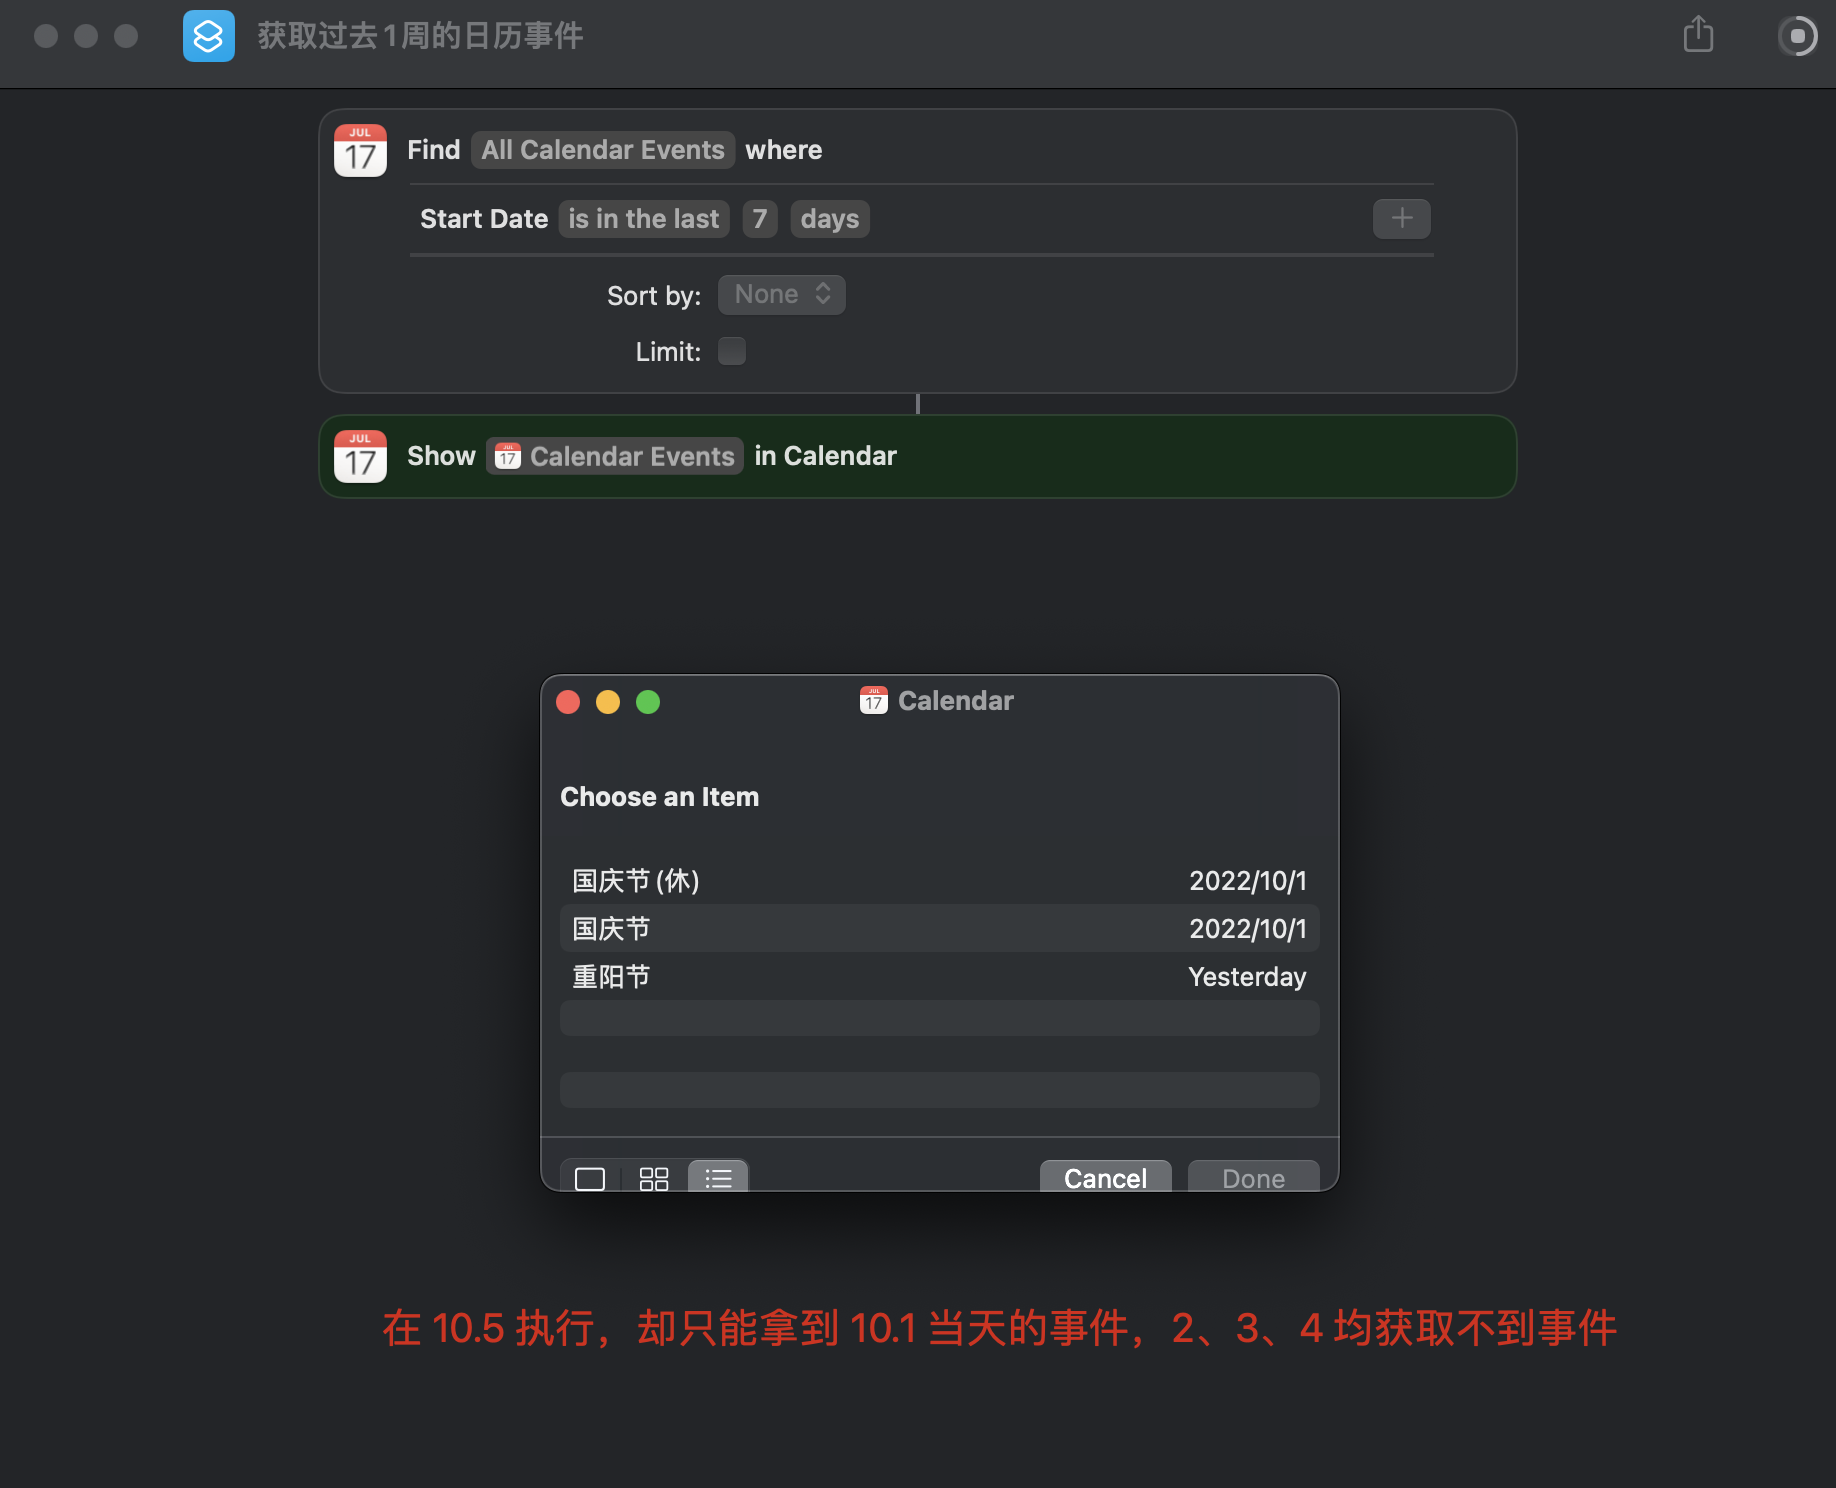 获取过去1周的日历事件
JUL
17
Find All Calendar Events where
Start Date is in the last 7 days
Sort by: None
Limit:
JUL
17
Show JUL 17 Calendar Events in Calendar
JUL 17 Calendar
Choose an Item
国庆节 (休) 2022/10/1
国庆节 2022/10/1
重阳节 Yesterday
Cancel Done
在 10.5 执行，却只能拿到 10.1 当天的事件，2、3、4 均获取不到事件